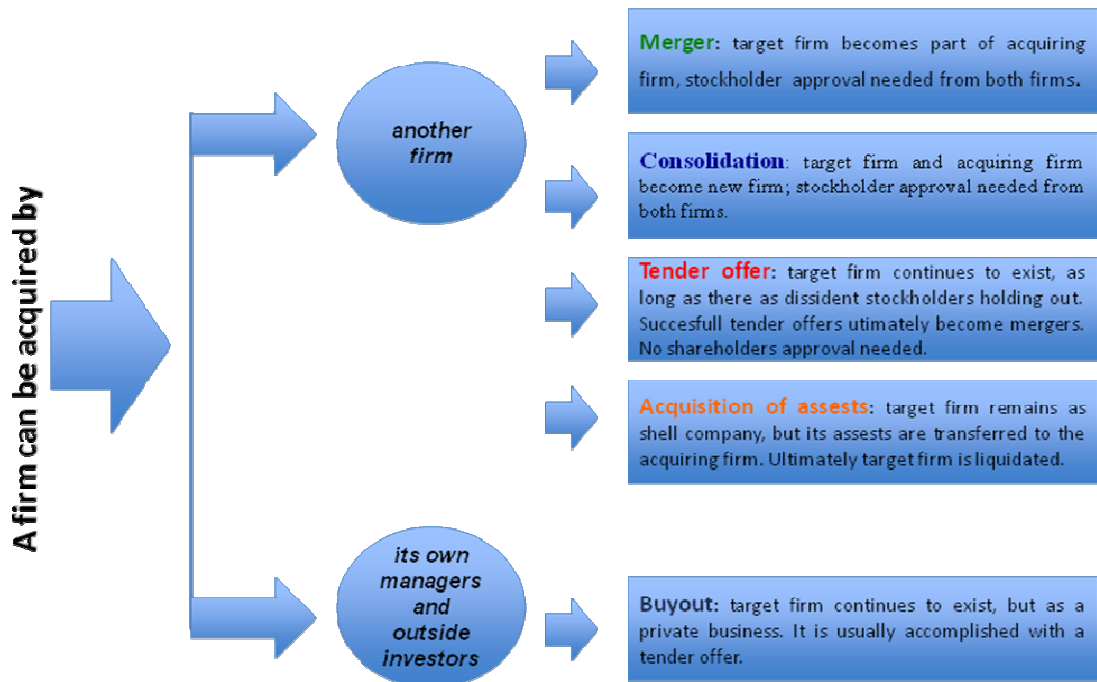 A firm can be acquired by
another
firm
Merger: target firm becomes part of acquiring
firm, stockholder approval needed from both firms.
Consolidation: target firm and acquiring firm
become new firm; stockholder approval needed from
both firms.
Tender offer: target firm continues to exist, as
long as there as dissident stockholders holding out.
Succesfull tender offers utimately become mergers.
No shareholders approval needed.
Acquisition of assests: target firm remains as
shell company, but its assests are transferred to the
acquiring firm. Ultimately target firm is liquidated.
its own
managers
and
outside
investors
Buyout: target firm continues to exist, but as a
private business. It is usually accomplished with a
tender offer.